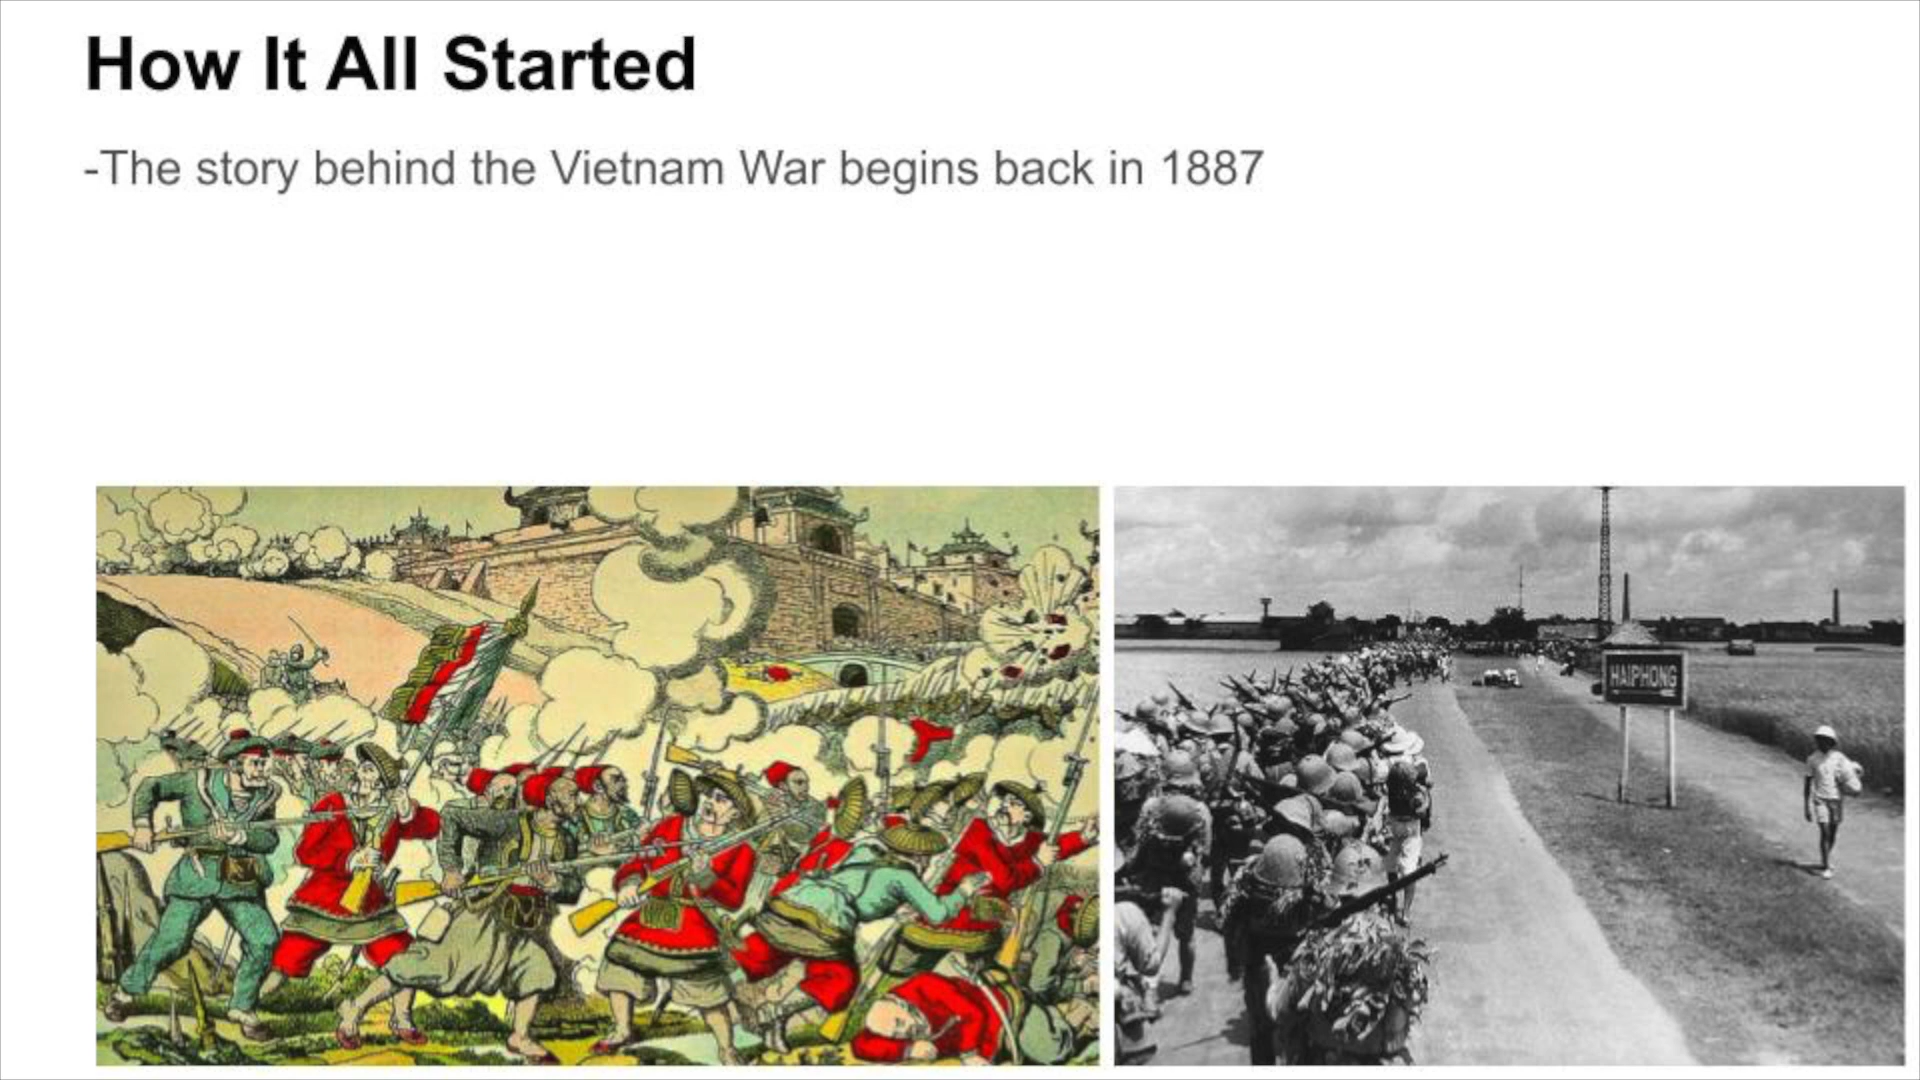 How It All Started
-The story behind the Vietnam War begins back in 1887
HAIPHONG